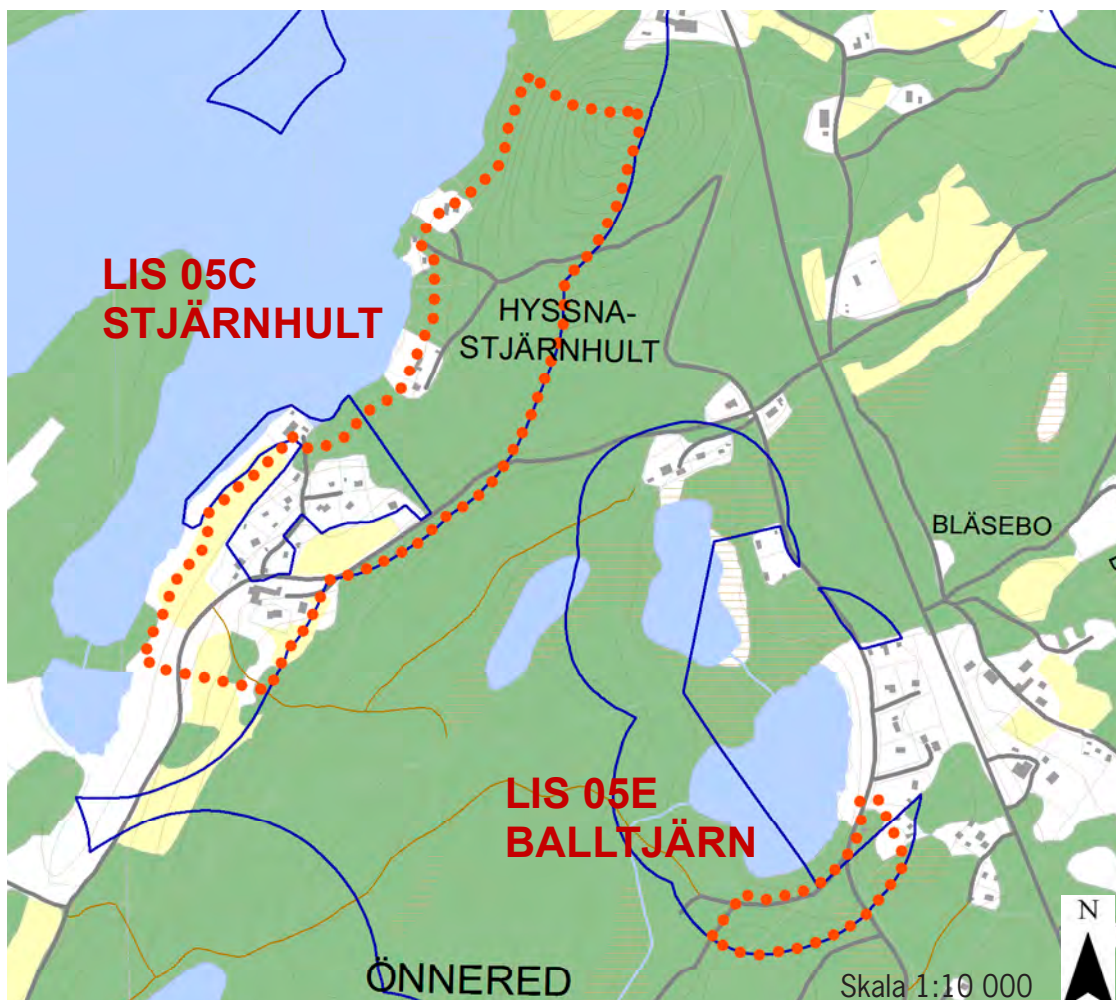 LIS 05C
STJÄRNHULT
HYSSNA-
STJÄRNHULT
BLÄSEBO
LIS 05E
BALLTJÄRN
ÖNNERED
N
Skala 1:10 000